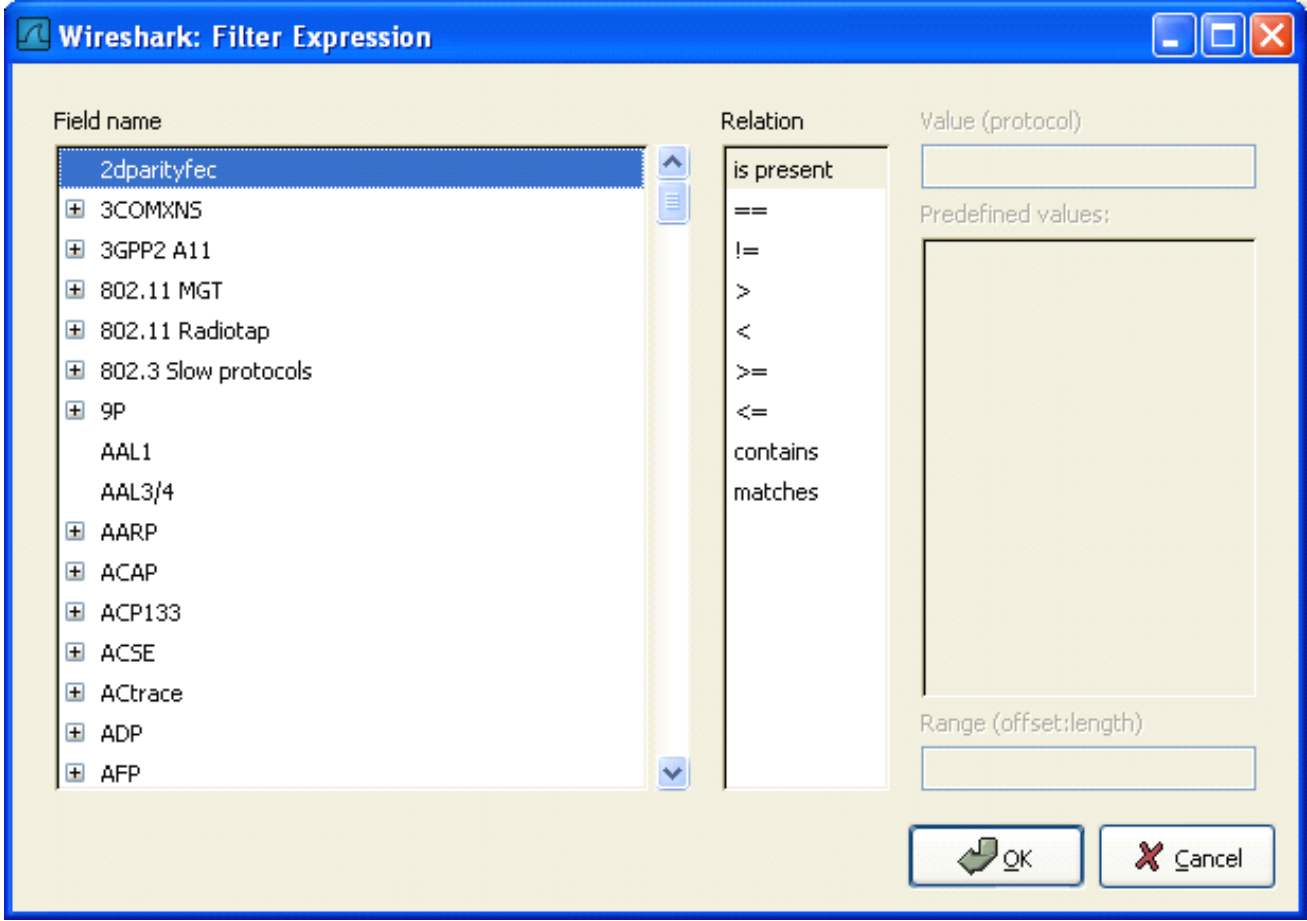 Wireshark: Filter Expression
Field name
2dparityfec
3COMXNS
3GPP2 A11
802.11 MGT
802.11 Radiotap
802.3 Slow protocols
9P
AAL1
AAL3/4
AARP
ACAP
ACP133
ACSE
ACtrace
ADP
AFP
Relation
is present
==
!=
>
<
>=
<=
contains
matches
Value (protocol)
Predefined values:
Range (offset:length)
OK
Cancel